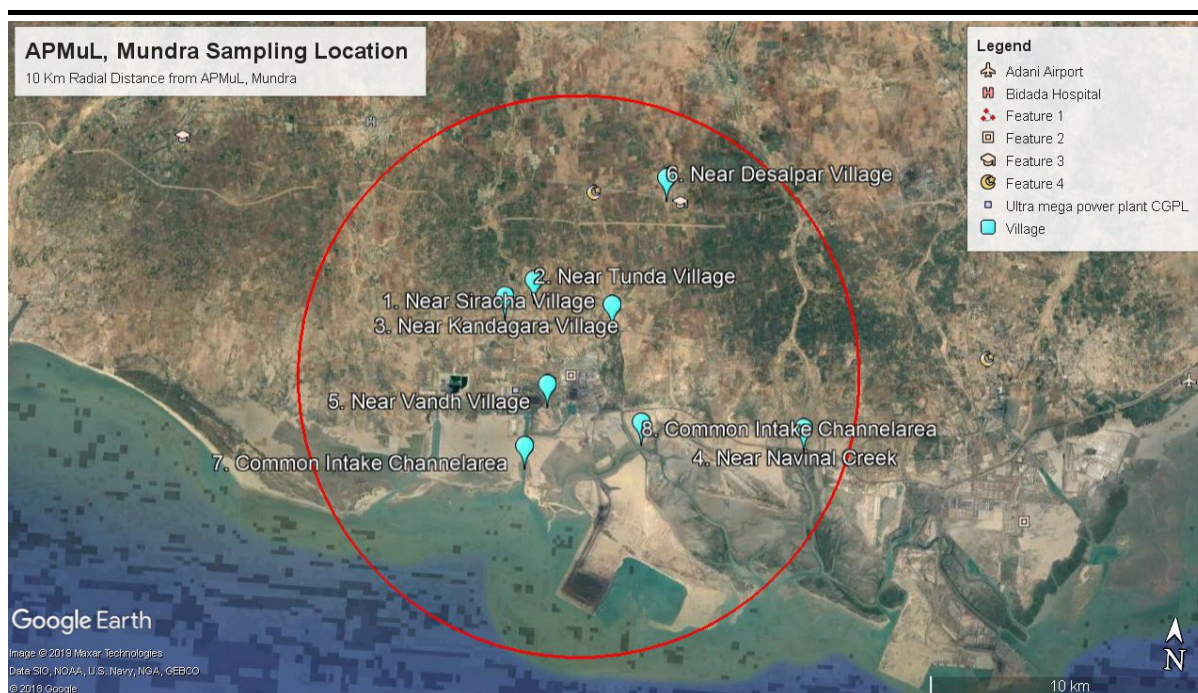 APMuL, Mundra Sampling Location
10 Km Radial Distance from APMuL, Mundra
Legend
Adani Airport
Bidada Hospital
Feature 1
Feature 2
Feature 3
Feature 4
Ultra mega power plant CGPL
Village
6. Near Desalpar Village
2. Near Tunda Village
1. Near Siracha Village
3. Near Kandagara Village
5. Near Vandh Village
8. Common Intake Channelarea
7. Common Intake Channelarea
4. Near Navinal Creek
Google Earth
Image © 2019 Maxar Technologies
Data SIO, NOAA, U.S. Navy, NGA, GEBCO
© 2018 Google
N
10 km